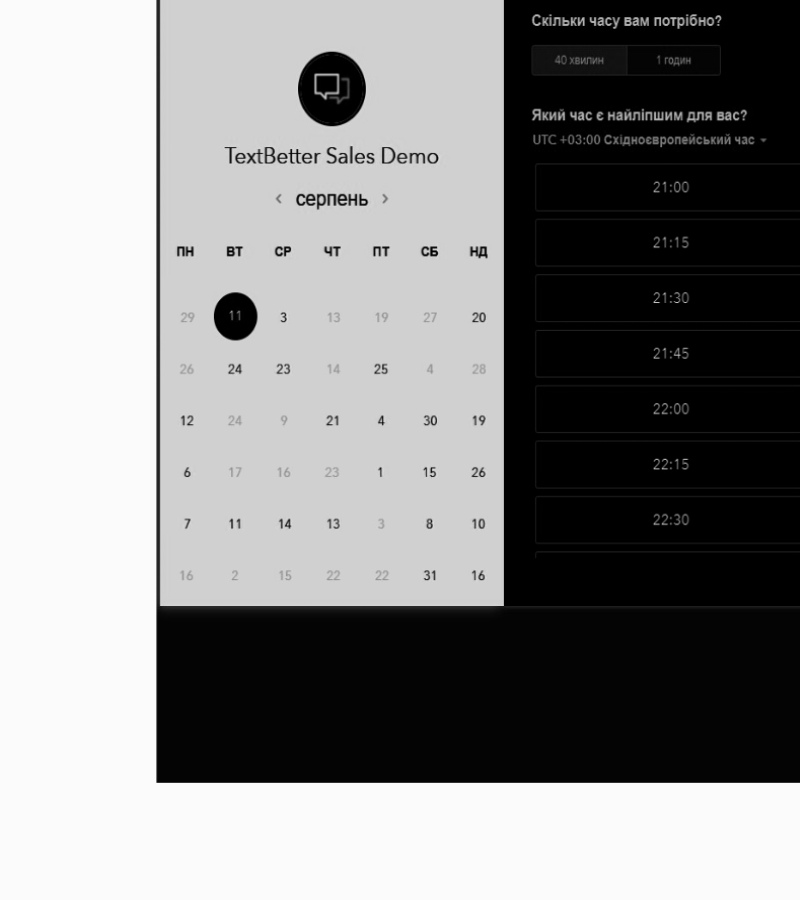 TextBetter Sales Demo
серпень
ПН ВТ СР ЧТ ПТ СБ НД
29 11 3 13 19 27 20
26 24 23 14 25 4 28
12 24 9 21 4 30 19
6 17 16 23 1 15 26
7 11 14 13 3 8 10
16 2 15 22 22 31 16
Скільки часу вам потрібно?
40 хвилин 1 годин
Який час є найліпшим для вас?
UTC +03:00 Східноєвропейський час
21:00
21:15
21:30
21:45
22:00
22:15
22:30